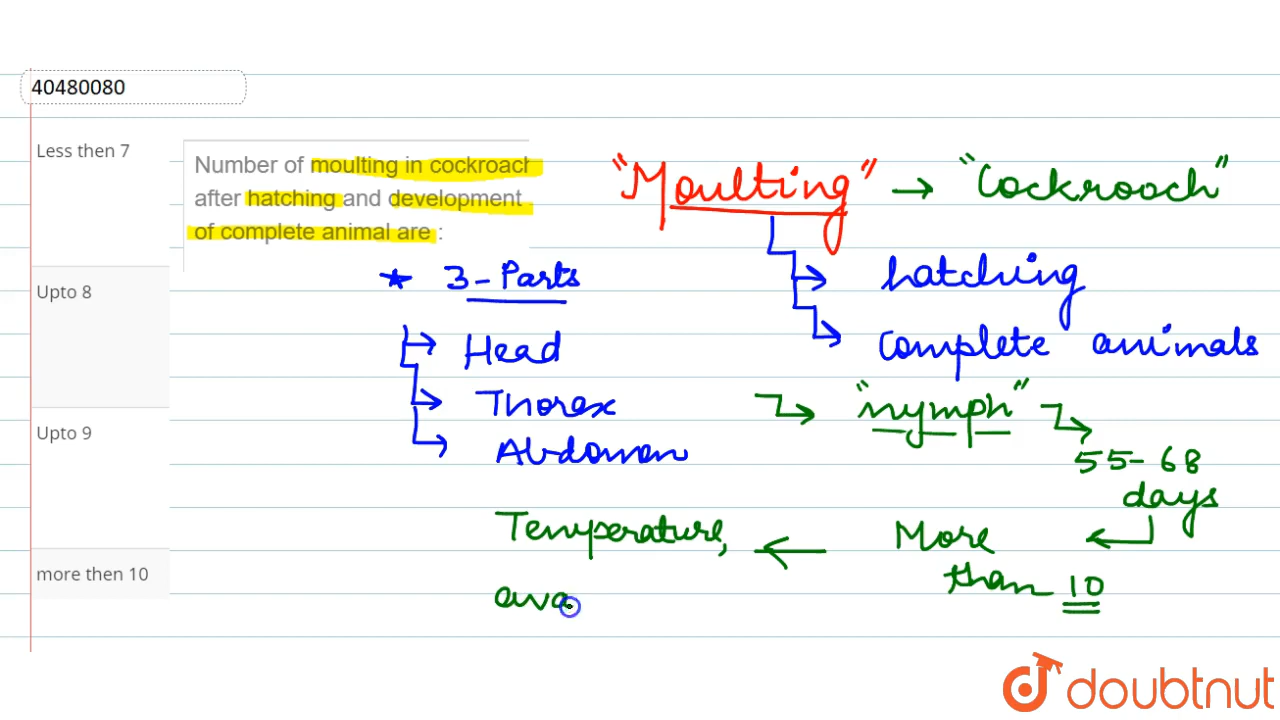 40480080
Less then 7
Upto 8
Upto 9
more then 10
Number of moulting in cockroach
after hatching and development
of complete animal are :
"Moulting" → "Cockrooch"
hatching
complete animals
* 3-Parts
Head
Thorex
Abdoman
"nymph"
55-68
days
More
than 10
Temperature,
ava
doubtnut